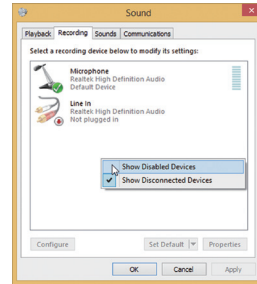 Sound
Playback Recording Sounds Communications
Select a recording device below to modify its settings:
Microphone
Realtek High Definition Audio
Default Device
Line In
Realtek High Definition Audio
Not plugged in
Show Disabled Devices
Show Disconnected Devices
Configure Set Default Properties
OK Cancel Apply